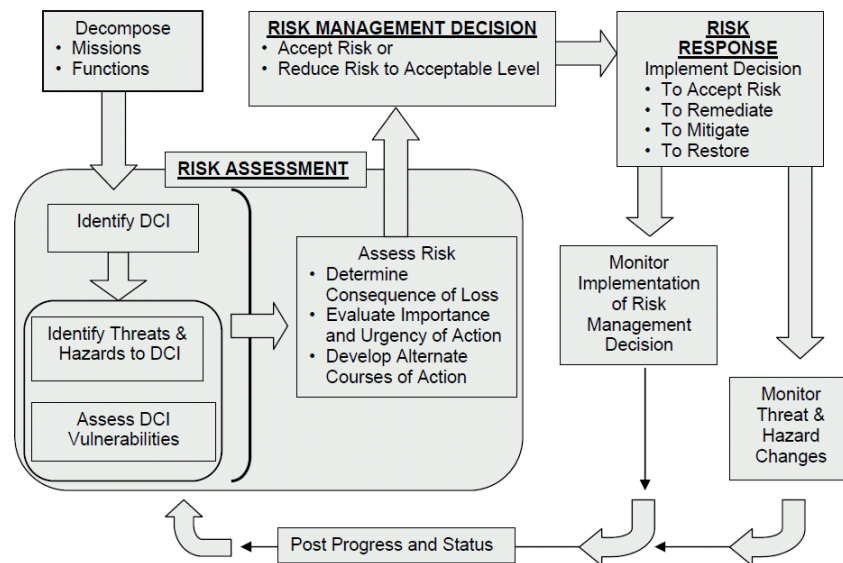 Decompose
• Missions
• Functions
RISK MANAGEMENT DECISION
• Accept Risk or
• Reduce Risk to Acceptable Level
RISK
RESPONSE
Implement Decision
• To Accept Risk
• To Remediate
• To Mitigate
• To Restore
RISK ASSESSMENT
Identify DCI
Identify Threats &
Hazards to DCI
Assess DCI
Vulnerabilities
Assess Risk
• Determine
Consequence of Loss
• Evaluate Importance
and Urgency of Action
• Develop Alternate
Courses of Action
Monitor
Implementation
of Risk
Management
Decision
Monitor
Threat &
Hazard
Changes
Post Progress and Status